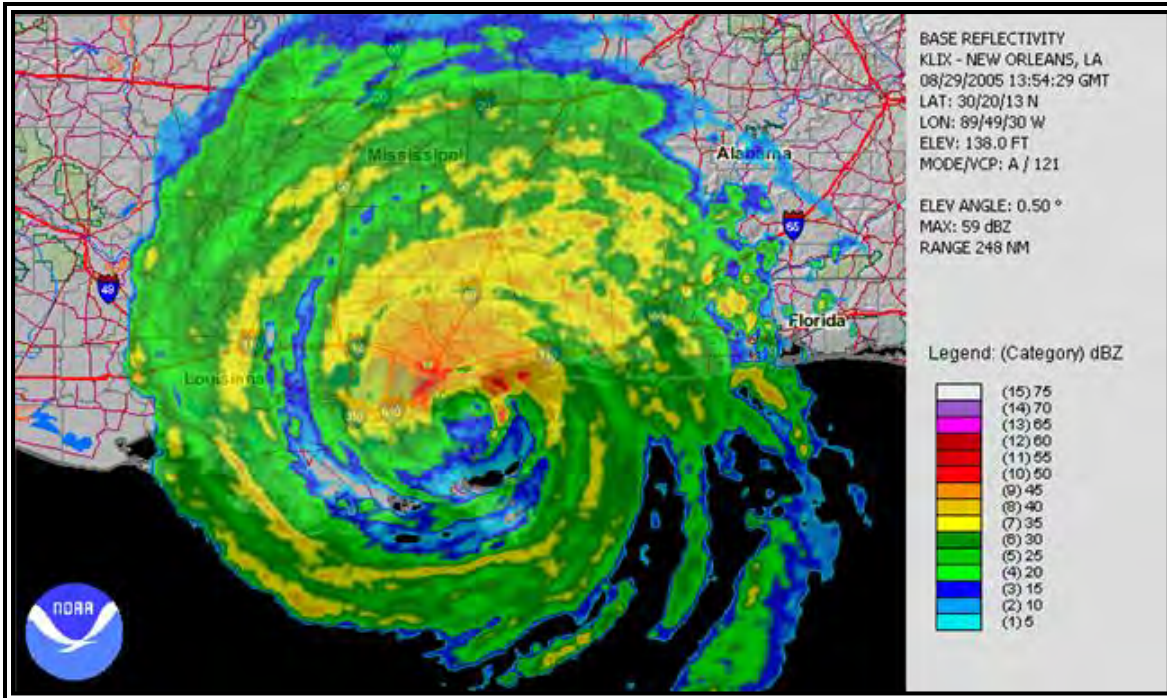 BASE REFLECTIVITY
KLIX - NEW ORLEANS, LA
08/29/2005 13:54:29 GMT
LAT: 30/20/13 N
LON: 89/49/30 W
ELEV: 138.0 FT
MODE/VCP: A / 121
ELEV ANGLE: 0.50 °
MAX: 59 dBZ
RANGE 248 NM
Legend: (Category) dBZ
(15) 75
(14) 70
(13) 65
(12) 60
(11) 55
(10) 50
(9) 45
(8) 40
(7) 35
(6) 30
(5) 25
(4) 20
(3) 15
(2) 10
(1) 5
Mississippi
Alabama
65
49
Florida
Louisiana
NOAA